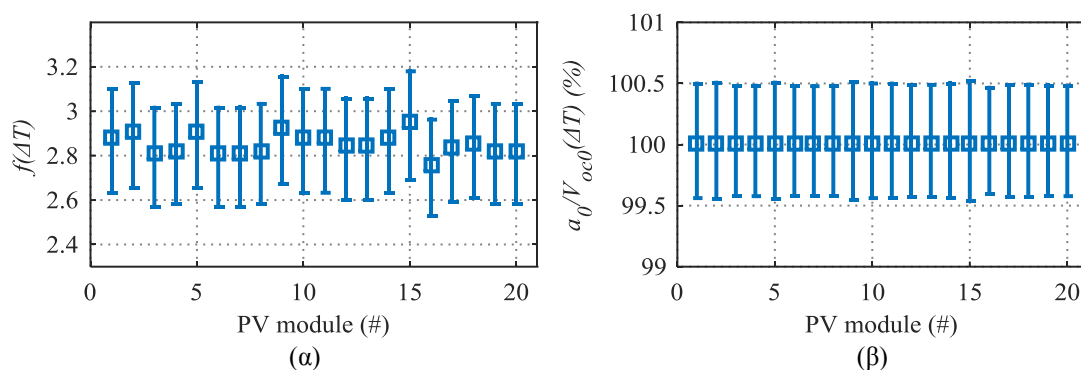 3.2
3
2.8
2.6
2.4
f(ΔT)
0 5 10 15 20
PV module (#)
(α)
101
100.5
100
99.5
99
a0/Voc0(ΔT) (%)
0 5 10 15 20
PV module (#)
(β)